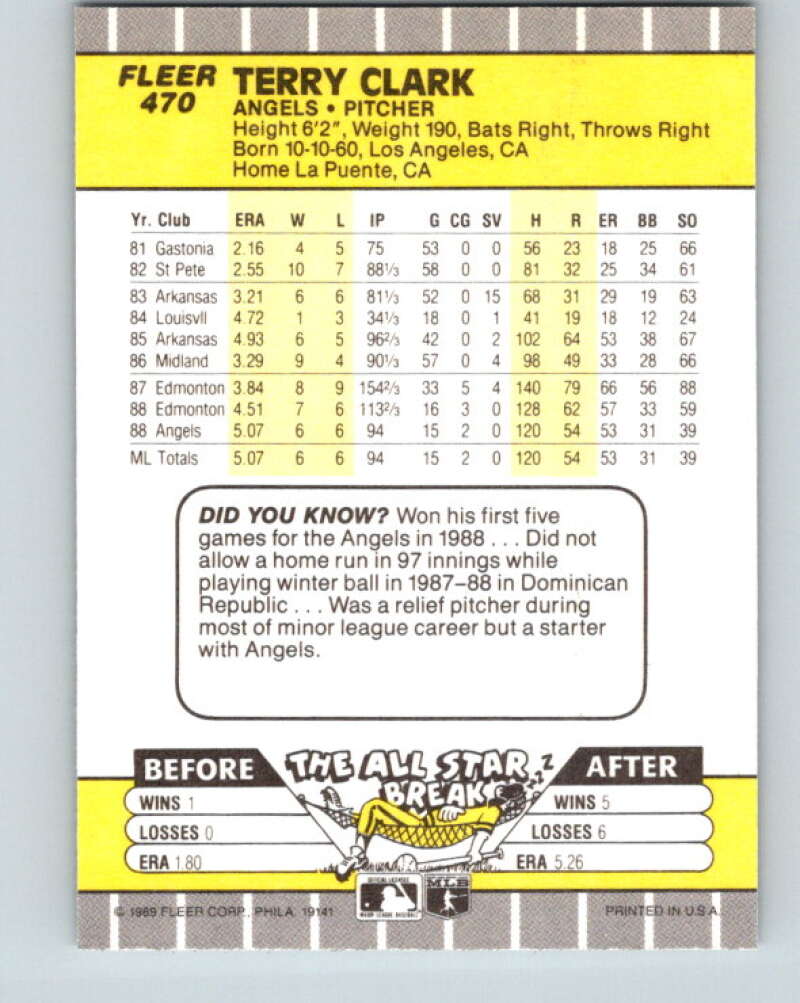 FLEER TERRY CLARK
470 ANGELS • PITCHER
Height 6'2", Weight 190, Bats Right, Throws Right
Born 10-10-60, Los Angeles, CA
Home La Puente, CA
Yr. Club ERA W L IP G CG SV H R ER BB SO
81 Gastonia 2.16 4 5 75 53 0 0 56 23 18 25 66
82 St Pete 2.55 10 7 88⅓ 58 0 0 81 32 25 34 61
83 Arkansas 3.21 6 6 81⅓ 52 0 15 68 31 29 19 63
84 Louisvll 4.72 1 3 34⅓ 18 0 1 41 19 18 12 24
85 Arkansas 4.93 6 5 96⅔ 42 0 2 102 64 53 38 67
86 Midland 3.29 9 4 90⅓ 57 0 4 98 49 33 28 66
87 Edmonton 3.84 8 9 154⅔ 33 5 4 140 79 66 56 88
88 Edmonton 4.51 7 6 113⅔ 16 3 0 128 62 57 33 59
88 Angels 5.07 6 6 94 15 2 0 120 54 53 31 39
ML Totals 5.07 6 6 94 15 2 0 120 54 53 31 39
DID YOU KNOW? Won his first five
games for the Angels in 1988 . . . Did not
allow a home run in 97 innings while
playing winter ball in 1987–88 in Dominican
Republic . . . Was a relief pitcher during
most of minor league career but a starter
with Angels.
BEFORE THE ALL STAR BREAK ZZZ AFTER
WINS 1 WINS 5
LOSSES 0 LOSSES 6
ERA 1.80 ERA 5.26
OFFICIAL LICENSEE
MAJOR LEAGUE BASEBALL
MLB
© 1989 FLEER CORP., PHILA. 19141 PRINTED IN U.S.A.